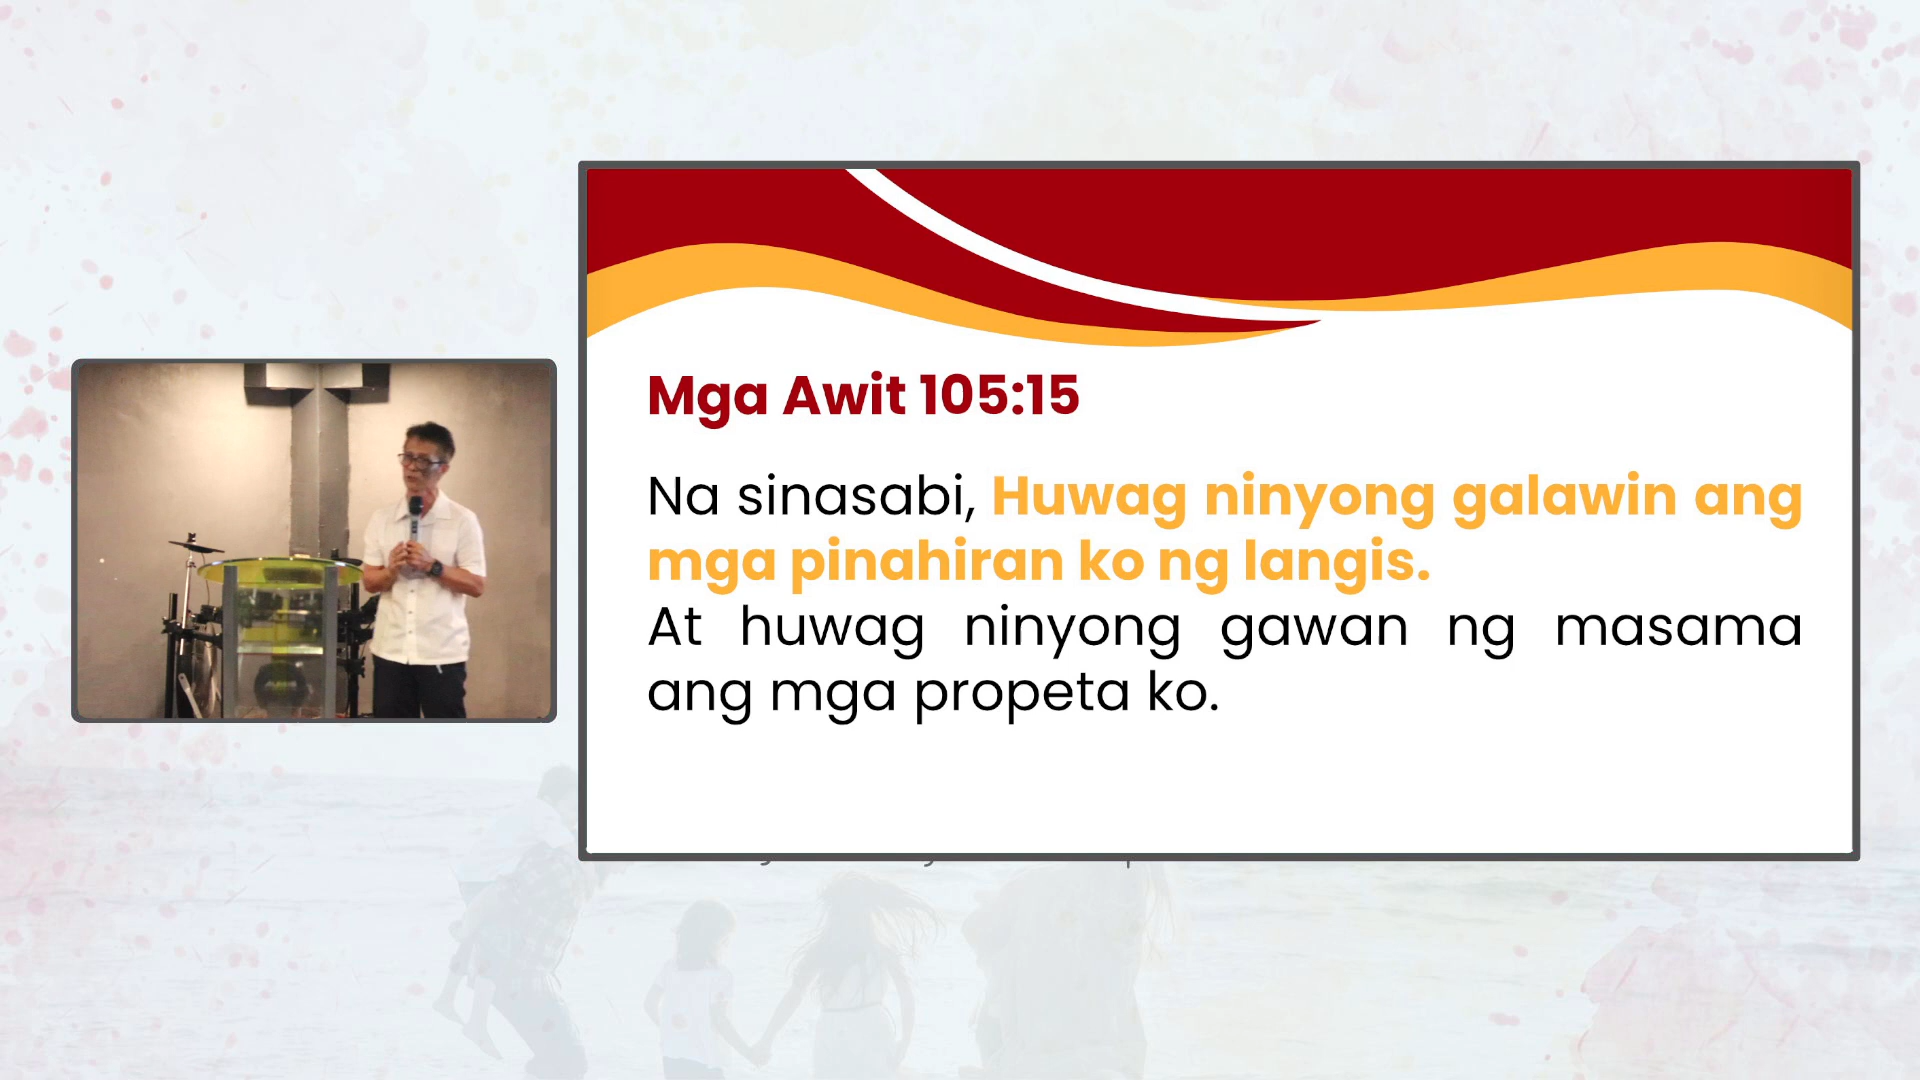 Mga Awit 105:15
Na sinasabi, Huwag ninyong galawin ang
mga pinahiran ko ng langis.
At huwag ninyong gawan ng masama
ang mga propeta ko.